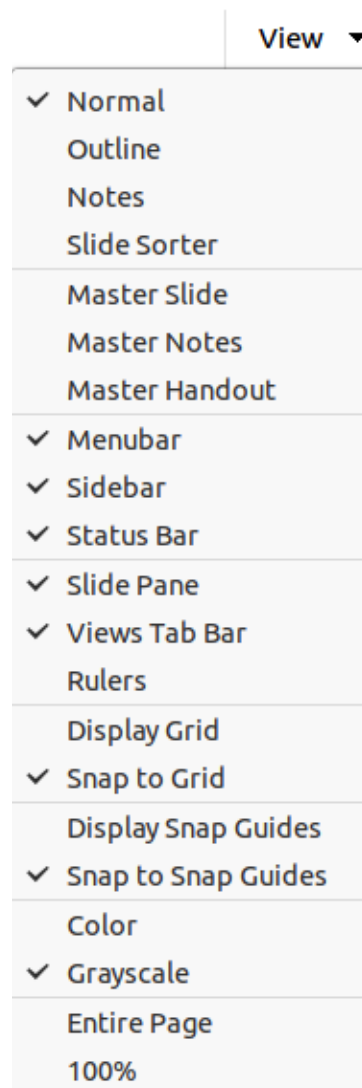 View
Normal
Outline
Notes
Slide Sorter
Master Slide
Master Notes
Master Handout
Menubar
Sidebar
Status Bar
Slide Pane
Views Tab Bar
Rulers
Display Grid
Snap to Grid
Display Snap Guides
Snap to Snap Guides
Color
Grayscale
Entire Page
100%